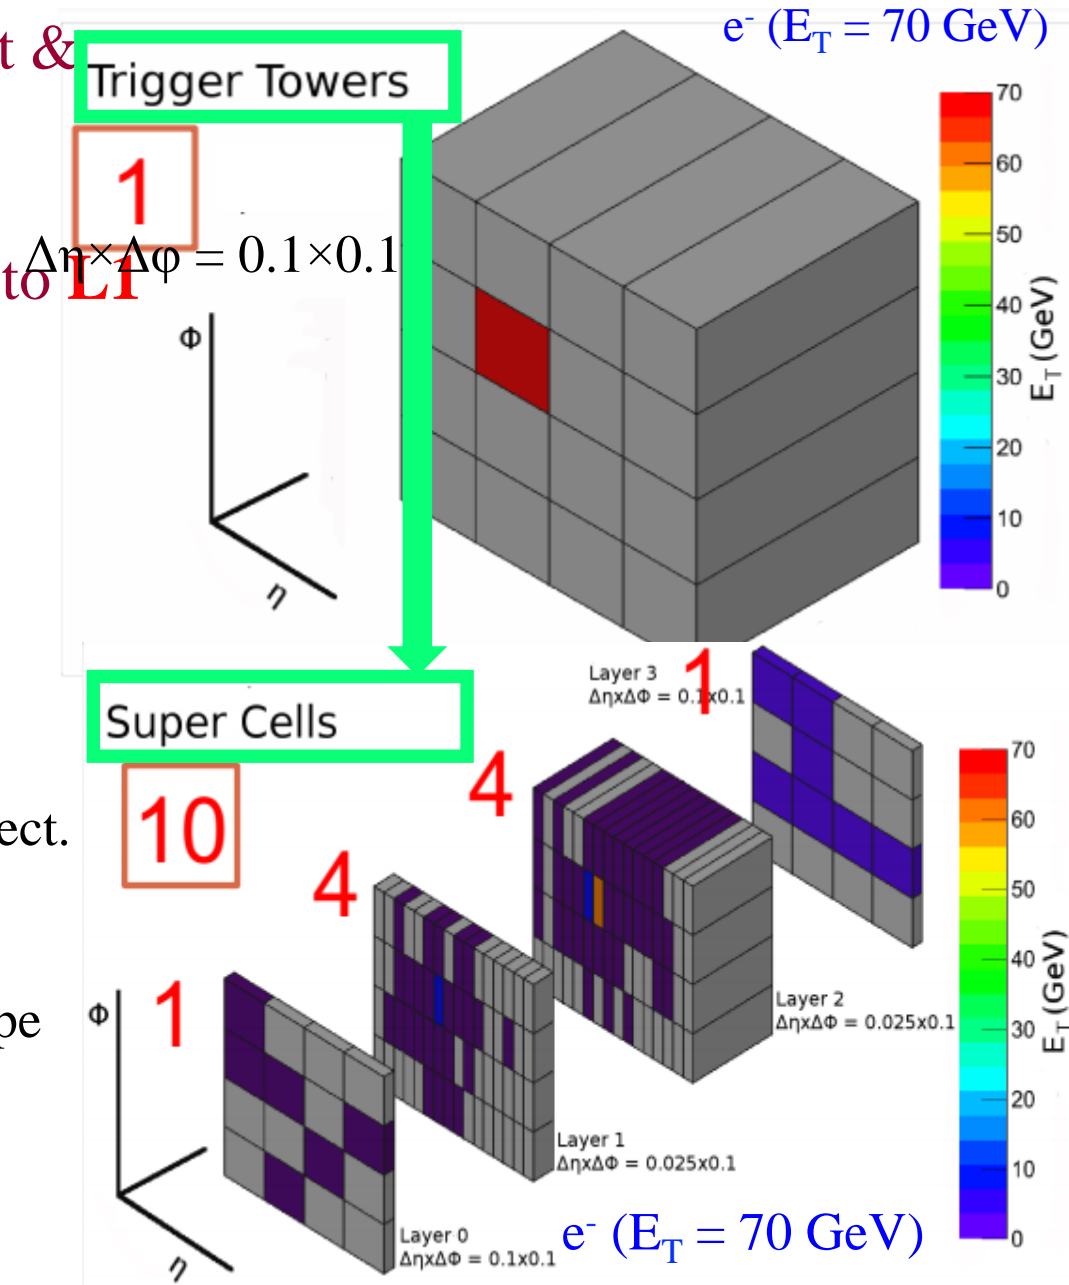 e⁻ (E_T = 70 GeV)
t &
Trigger Towers
1
Δη×Δφ = 0.1×0.1
to L1
Φ
η
70
60
50
40
30
20
10
0
E_T (GeV)
Layer 3
ΔηxΔΦ = 0.1x0.1
1
Super Cells
10
4
4
1
ect.
pe
Φ
η
Layer 2
ΔηxΔΦ = 0.025x0.1
Layer 1
ΔηxΔΦ = 0.025x0.1
Layer 0
ΔηxΔΦ = 0.1x0.1
70
60
50
40
30
20
10
0
E_T (GeV)
e⁻ (E_T = 70 GeV)